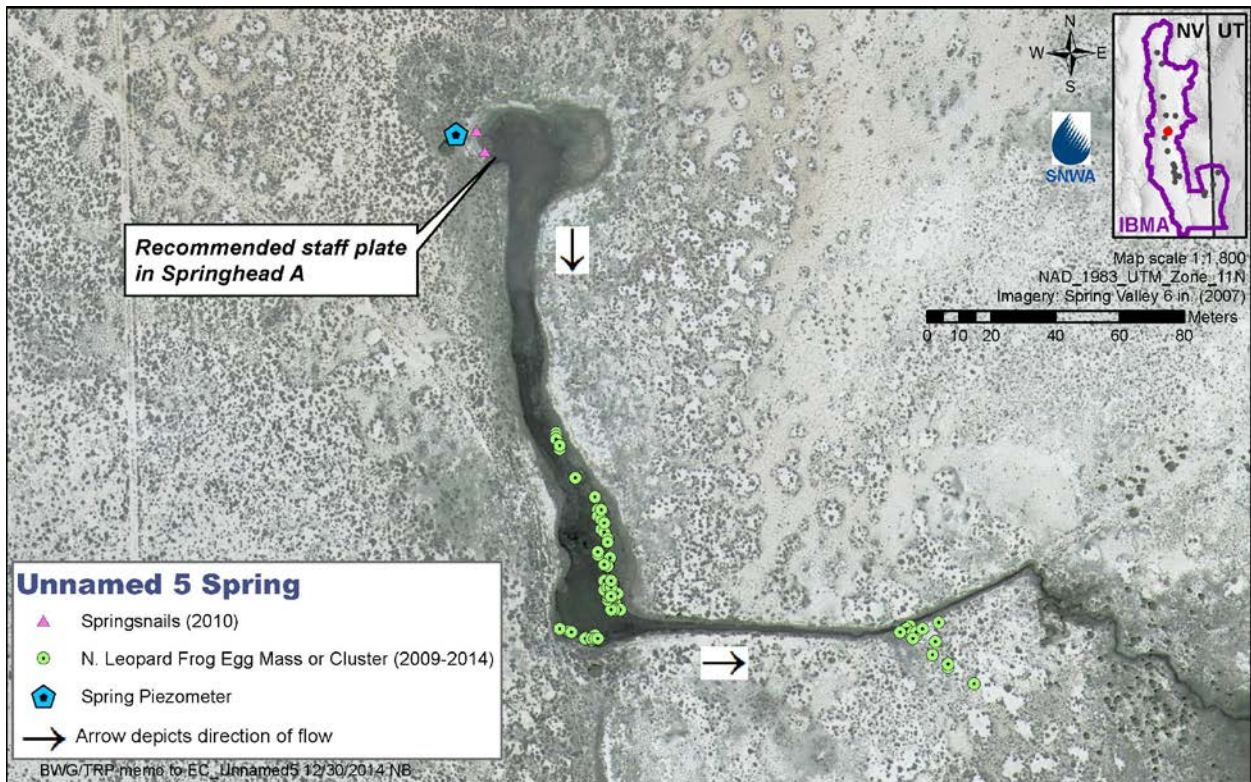 N
W E
S
NV UT
IBMA
SNWA
Map scale 1:1,800
NAD_1983_UTM_Zone_11N
Imagery: Spring Valley 6 in. (2007)
Meters
0 10 20 40 60 80
Recommended staff plate
in Springhead A
Unnamed 5 Spring
Springsnails (2010)
N. Leopard Frog Egg Mass or Cluster (2009-2014)
Spring Piezometer
Arrow depicts direction of flow
BWG/TRP memo to EC_Unnamed5 12/30/2014 NB